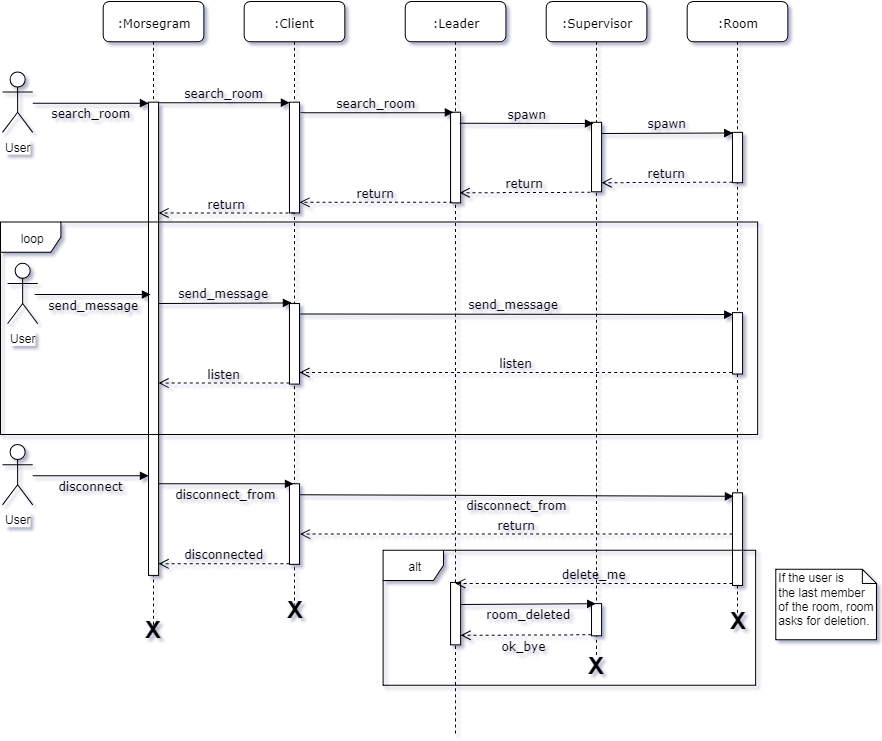 :Morsegram
:Client
:Leader
:Supervisor
:Room
search_room
search_room
search_room
spawn
spawn
User
return
return
return
return
loop
send_message
send_message
send_message
User
listen
listen
disconnect
disconnect_from
disconnect_from
User
return
disconnected
alt
delete_me
room_deleted
ok_bye
X
X
X
X
If the user is
the last member
of the room, room
asks for deletion.